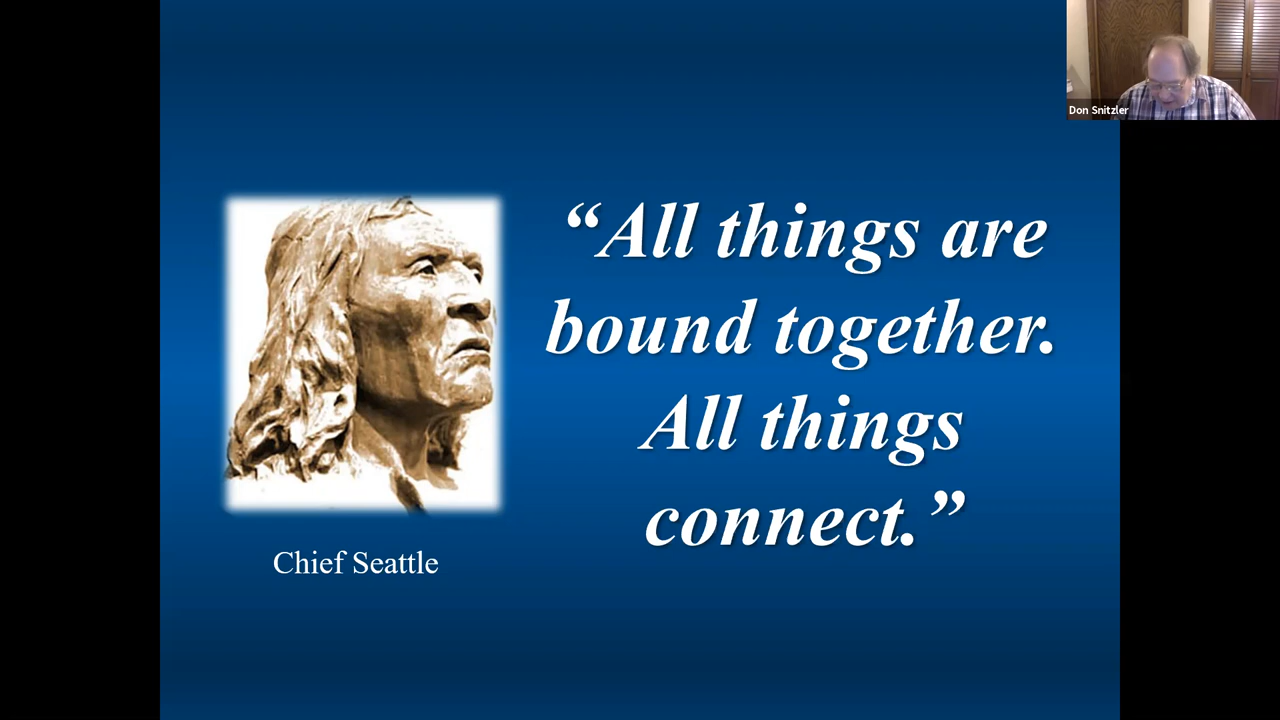 Don Snitzler
“All things are
bound together.
All things
connect.”
Chief Seattle